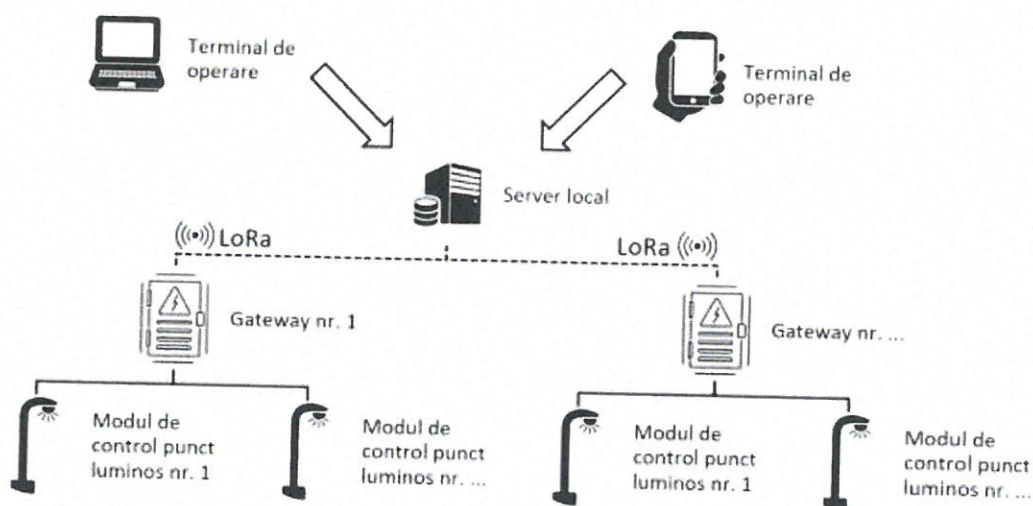 Terminal de
operare
Terminal de
operare
Server local
LoRa
LoRa
Gateway nr. 1
Gateway nr. ...
Modul de
control punct
luminos nr. 1
Modul de
control punct
luminos nr. ...
Modul de
control punct
luminos nr. 1
Modul de
control punct
luminos nr. ...